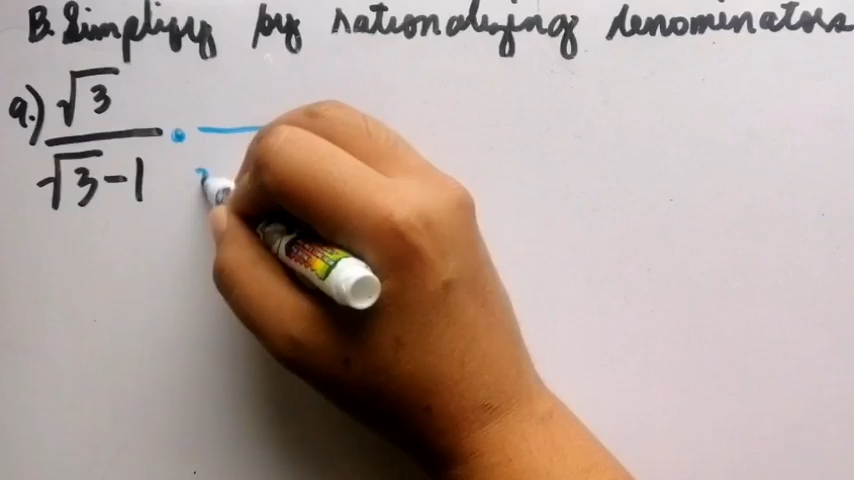 B. Simplify by rationalizing denominators
a.) √3
√3-1 ·